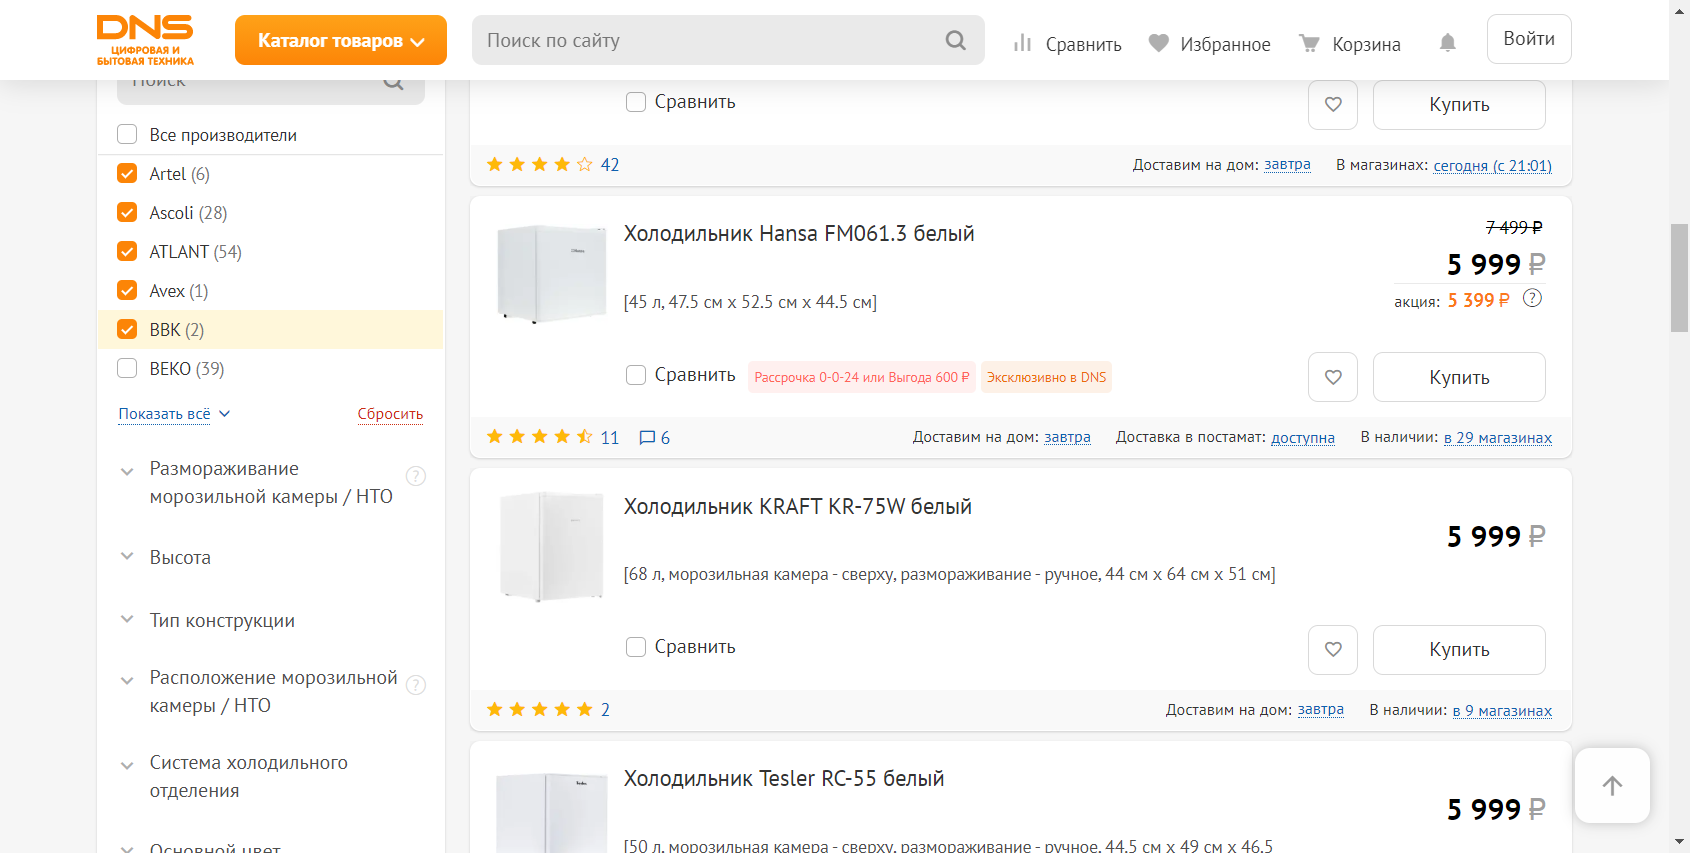 DNS
ЦИФРОВАЯ И
БЫТОВАЯ ТЕХНИКА
Каталог товаров
Поиск по сайту
Сравнить
Избранное
Корзина
Войти
Поиск
Все производители
Artel (6)
Ascoli (28)
ATLANT (54)
Avex (1)
BBK (2)
BEKO (39)
Показать всё
Сбросить
Размораживание
морозильной камеры / НТО
?
Высота
Тип конструкции
Расположение морозильной
камеры / НТО
?
Система холодильного
отделения
Основной цвет
Сравнить
Купить
42
Доставим на дом: завтра
В магазинах: сегодня (с 21:01)
Холодильник Hansa FM061.3 белый
7 499 ₽
5 999 ₽
[45 л, 47.5 см х 52.5 см х 44.5 см]
акция: 5 399 ₽ ?
Сравнить
Рассрочка 0-0-24 или Выгода 600 ₽
Эксклюзивно в DNS
Купить
11
6
Доставим на дом: завтра
Доставка в постамат: доступна
В наличии: в 29 магазинах
Холодильник KRAFT KR-75W белый
5 999 ₽
[68 л, морозильная камера - сверху, размораживание - ручное, 44 см х 64 см х 51 см]
Сравнить
Купить
2
Доставим на дом: завтра
В наличии: в 9 магазинах
Холодильник Tesler RC-55 белый
5 999 ₽
[50 л, морозильная камера - сверху, размораживание - ручное, 44.5 см х 49 см х 46.5